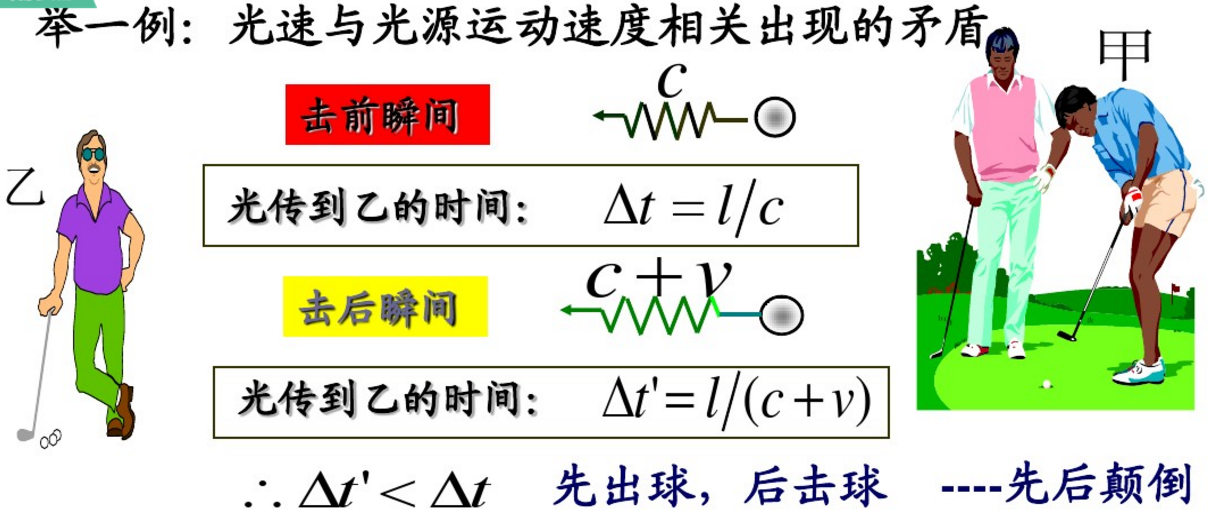 举一例：光速与光源运动速度相关出现的矛盾
甲
击前瞬间
c
乙
光传到乙的时间： Δt = l/c
击后瞬间
c + v
光传到乙的时间： Δt' = l/(c + v)
∴ Δt' < Δt 先出球，后击球 ----先后颠倒